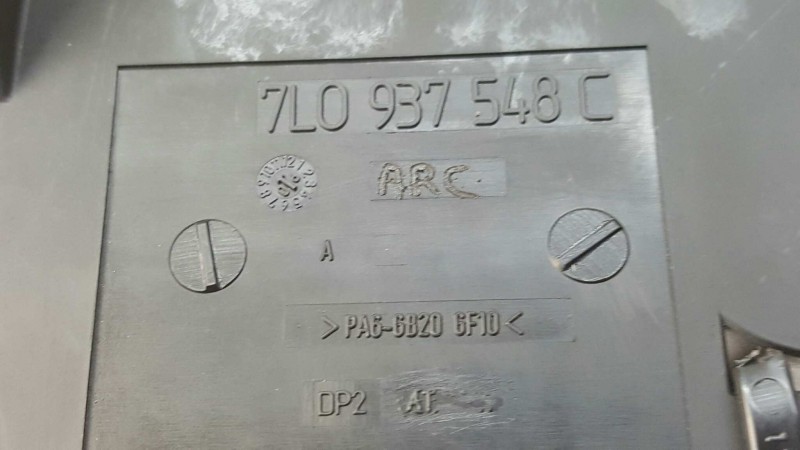 7L0 937 548 C
ARC
A
>PA6-GB20 GF10<
DP2 AT